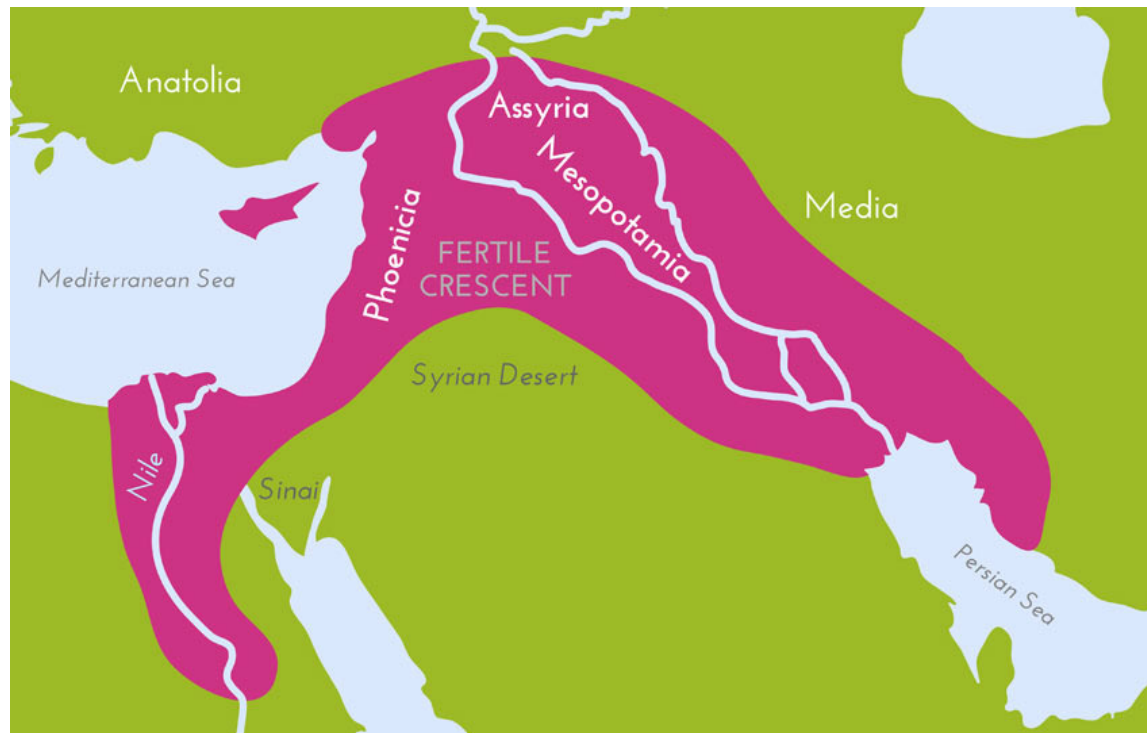 Anatolia
Assyria
Mesopotamia
Media
Phoenicia
FERTILE
CRESCENT
Mediterranean Sea
Syrian Desert
Nile
Sinai
Persian Sea